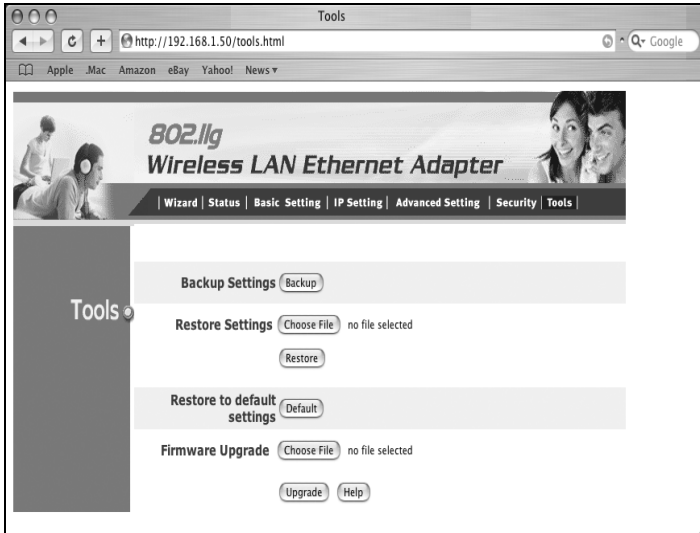 Tools
http://192.168.1.50/tools.html
Google
Apple .Mac Amazon eBay Yahoo! News
802.11g
Wireless LAN Ethernet Adapter
| Wizard | Status | Basic Setting | IP Setting | Advanced Setting | Security | Tools |
Tools
Backup Settings Backup
Restore Settings Choose File no file selected
Restore
Restore to default
settings Default
Firmware Upgrade Choose File no file selected
Upgrade Help